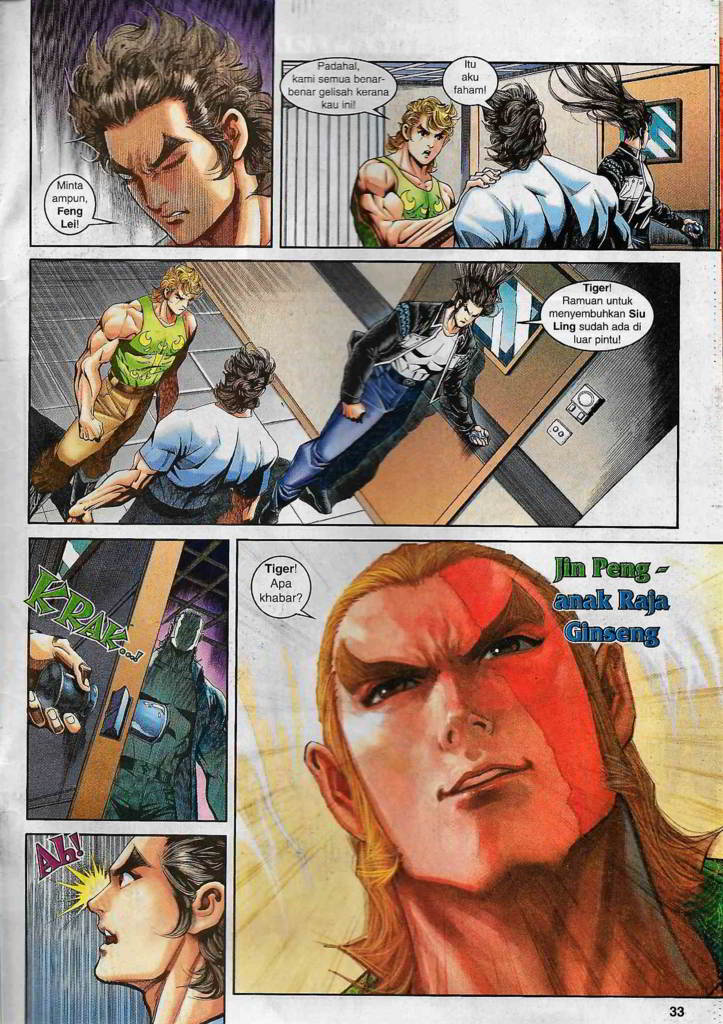 Minta
ampun,
Feng
Lei!
Padahal,
kami semua benar-
benar gelisah kerana
kau ini!
Itu
aku
faham!
Tiger!
Ramuan untuk
menyembuhkan Siu
Ling sudah ada di
luar pintu!
KRAK...!
Tiger!
Apa
khabar?
Jin Peng -
anak Raja
Ginseng
Ah!
33